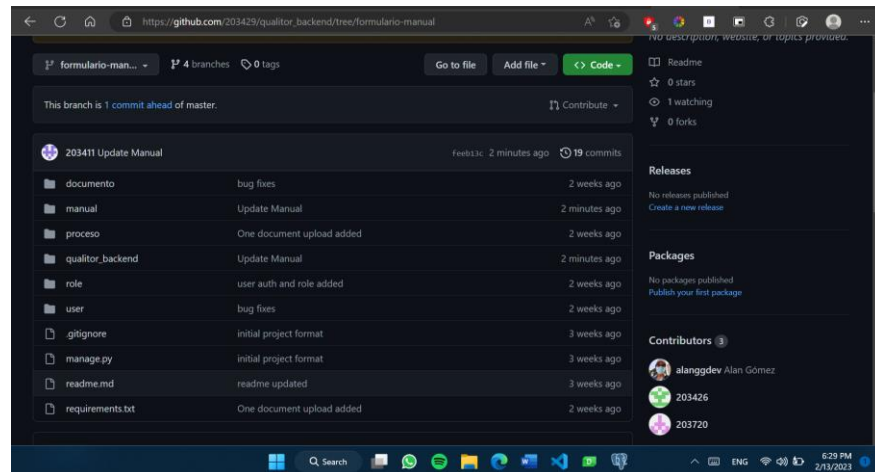 https://github.com/203429/qualitor_backend/tree/formulario-manual
No description, website, or topics provided.
formulario-man... 4 branches 0 tags Go to file Add file <> Code
Readme
0 stars
This branch is 1 commit ahead of master. Contribute
1 watching
0 forks
203411 Update Manual feeb13c 2 minutes ago 19 commits
Releases
documento bug fixes 2 weeks ago
No releases published
manual Update Manual 2 minutes ago
Create a new release
proceso One document upload added 2 weeks ago
qualitor_backend Update Manual 2 minutes ago
Packages
role user auth and role added 2 weeks ago
No packages published
Publish your first package
user bug fixes 2 weeks ago
.gitignore initial project format 3 weeks ago
Contributors 3
manage.py initial project format 3 weeks ago
alanggdev Alan Gómez
readme.md readme updated 3 weeks ago
203426
requirements.txt One document upload added 2 weeks ago
203720
Search
ENG
6:29 PM
2/13/2023